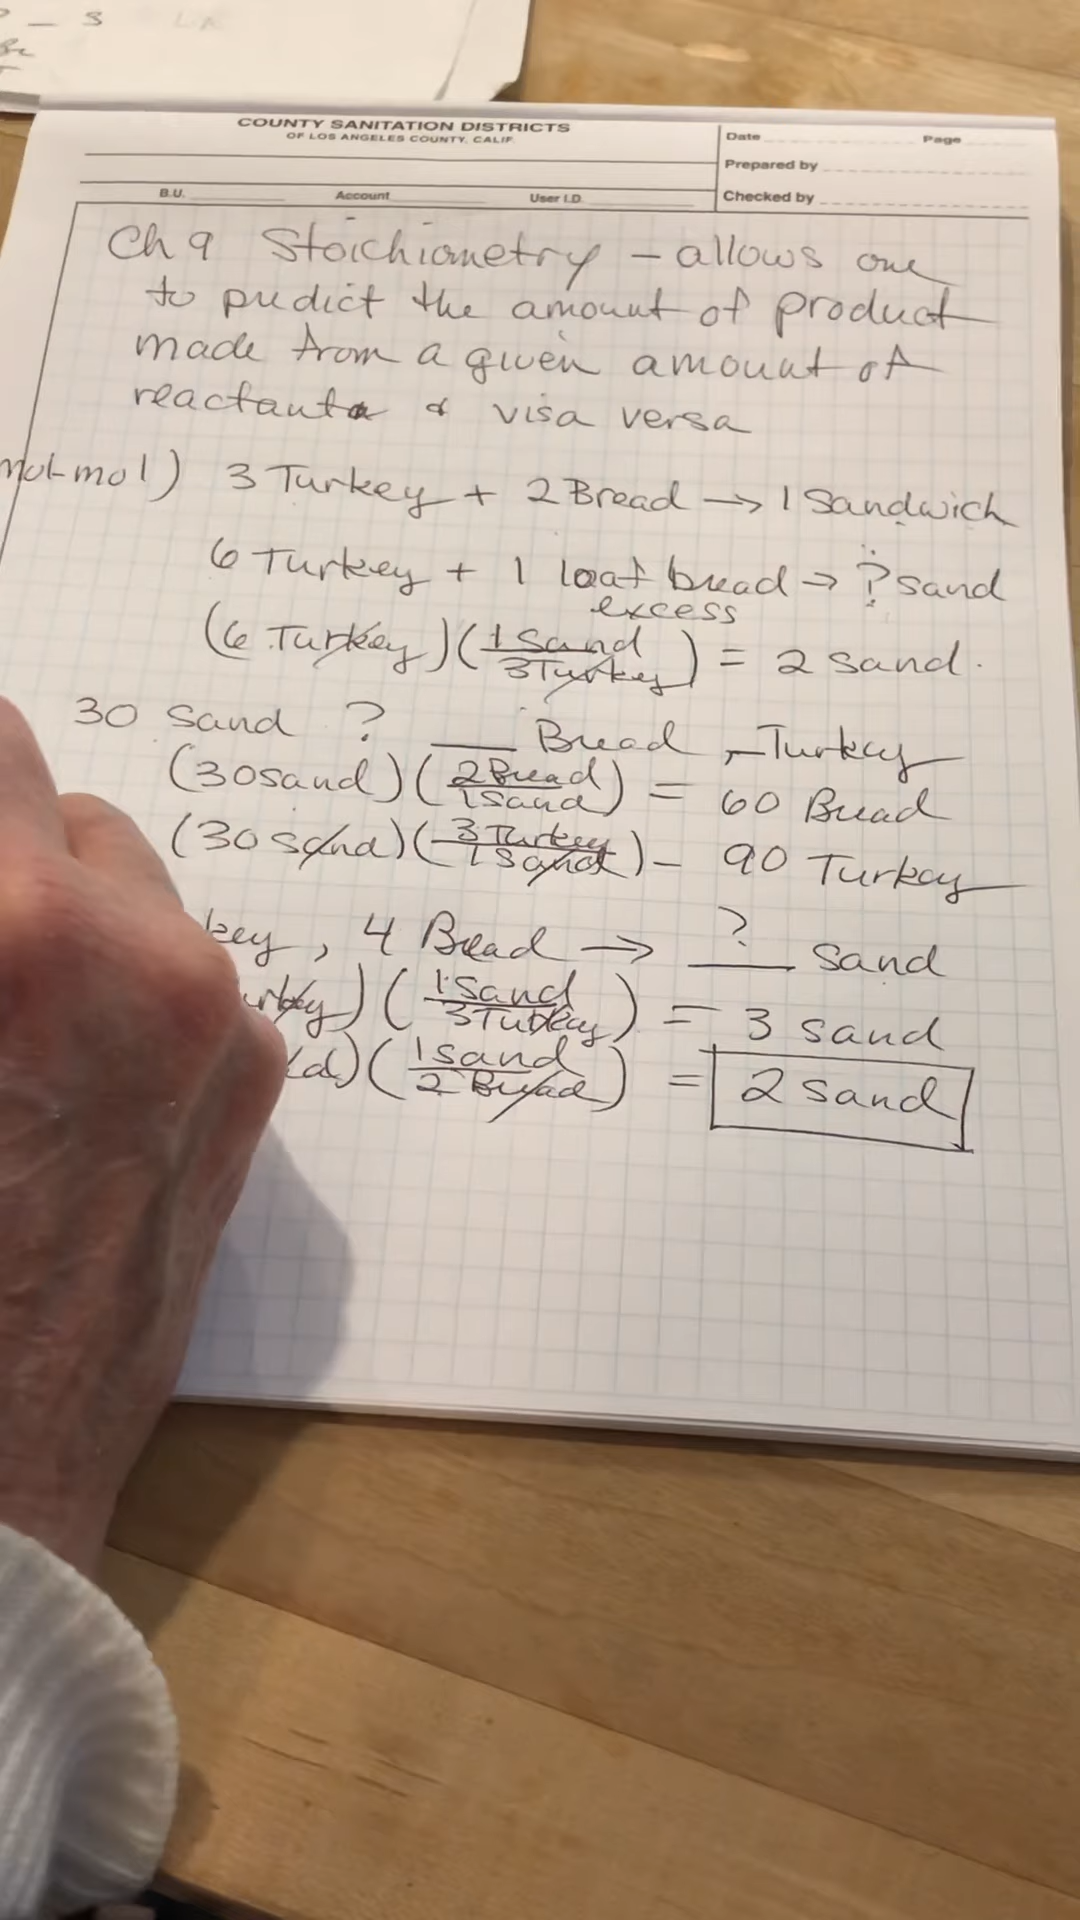 COUNTY SANITATION DISTRICTS
OF LOS ANGELES COUNTY, CALIF.
Date Page
Prepared by
Checked by
B.U. Account User I.D.
Ch 9 Stoichiometry - allows one
to predict the amount of product
made from a given amount of
reactant & visa versa
mol-mol) 3 Turkey + 2 Bread → 1 Sandwich
6 Turkey + 1 loaf bread → ? sand
excess
(6 Turkey)(1 Sand / 3 Turkey) = 2 sand.
30 sand ? __ Bread, _ Turkey
(30 sand)(2 Bread / 1 Sand) = 60 Bread
(30 sand)(3 Turkey / 1 Sand) - 90 Turkey
key, 4 Bread → ? sand
urkey)(1 Sand / 3 Turkey) = 3 sand
(1 sand / 2 Bread) = 2 sand